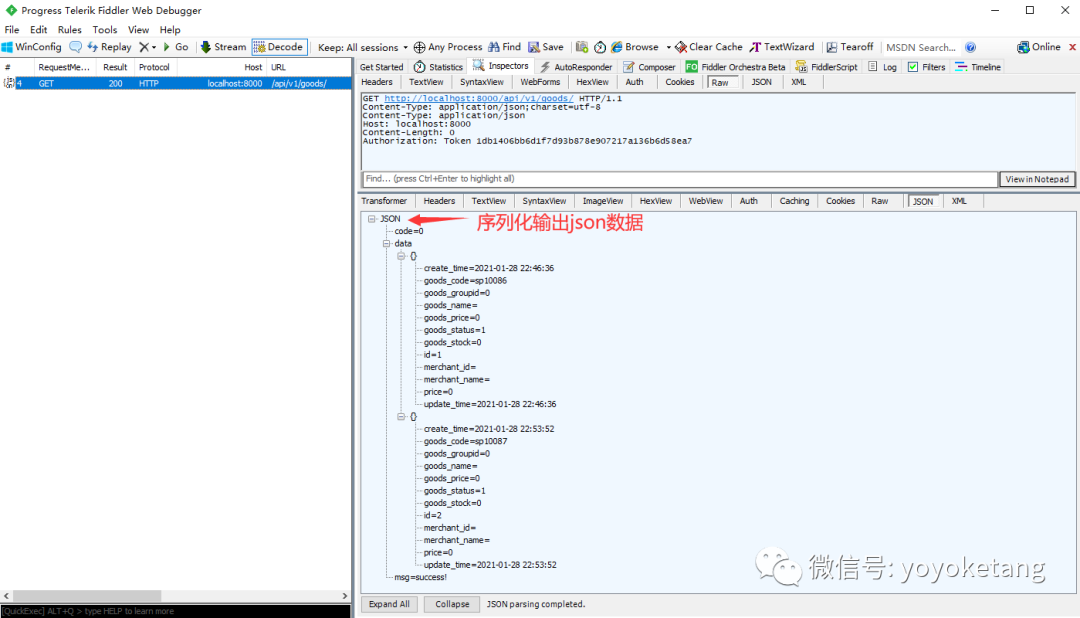 Progress Telerik Fiddler Web Debugger
File Edit Rules Tools View Help
WinConfig Replay Go Stream Decode Keep: All sessions Any Process Find Save Browse Clear Cache TextWizard Tearoff MSDN Search... Online
# RequestMe... Result Protocol Host URL
4 GET 200 HTTP localhost:8000 /api/v1/goods/
Get Started Statistics Inspectors AutoResponder Composer FO Fiddler Orchestra Beta FiddlerScript Log Filters Timeline
Headers TextView SyntaxView WebForms HexView Auth Cookies Raw JSON XML
GET http://localhost:8000/api/v1/goods/ HTTP/1.1
Content-Type: application/json;charset=utf-8
Content-Type: application/json
Host: localhost:8000
Content-Length: 0
Authorization: Token 1db1406bb6d1f7d93b878e907217a136b6d58ea7
Find... (press Ctrl+Enter to highlight all) View in Notepad
Transformer Headers TextView SyntaxView ImageView HexView WebView Auth Caching Cookies Raw JSON XML
JSON 序列化输出json数据
code=0
data
{}
create_time=2021-01-28 22:46:36
goods_code=sp10086
goods_groupid=0
goods_name=
goods_price=0
goods_status=1
goods_stock=0
id=1
merchant_id=
merchant_name=
price=0
update_time=2021-01-28 22:46:36
{}
create_time=2021-01-28 22:53:52
goods_code=sp10087
goods_groupid=0
goods_name=
goods_price=0
goods_status=1
goods_stock=0
id=2
merchant_id=
merchant_name=
price=0
update_time=2021-01-28 22:53:52
msg=success!
微信号: yoyoketang
Expand All Collapse JSON parsing completed.
[QuickExec] ALT+Q > type HELP to learn more